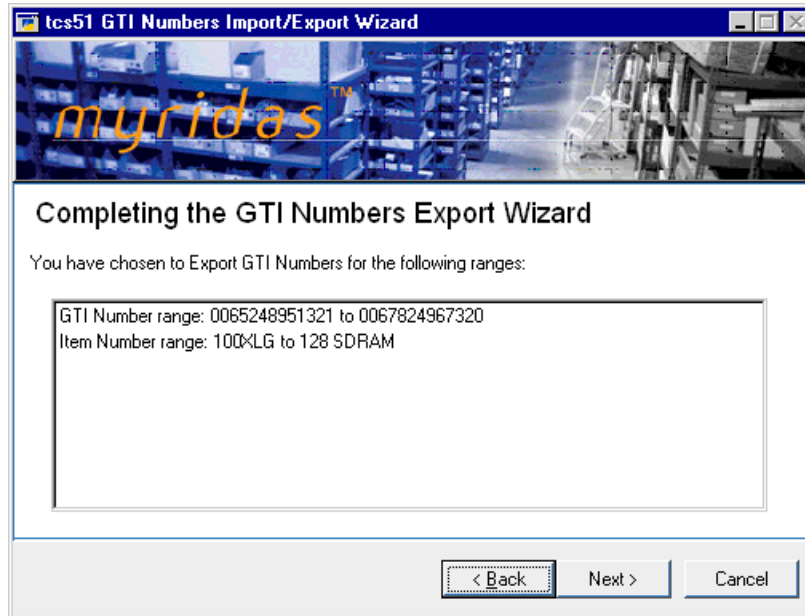 tcs51 GTI Numbers Import/Export Wizard
myridas™
Completing the GTI Numbers Export Wizard
You have chosen to Export GTI Numbers for the following ranges:
GTI Number range: 0065248951321 to 0067824967320
Item Number range: 100XLG to 128 SDRAM
< Back Next > Cancel